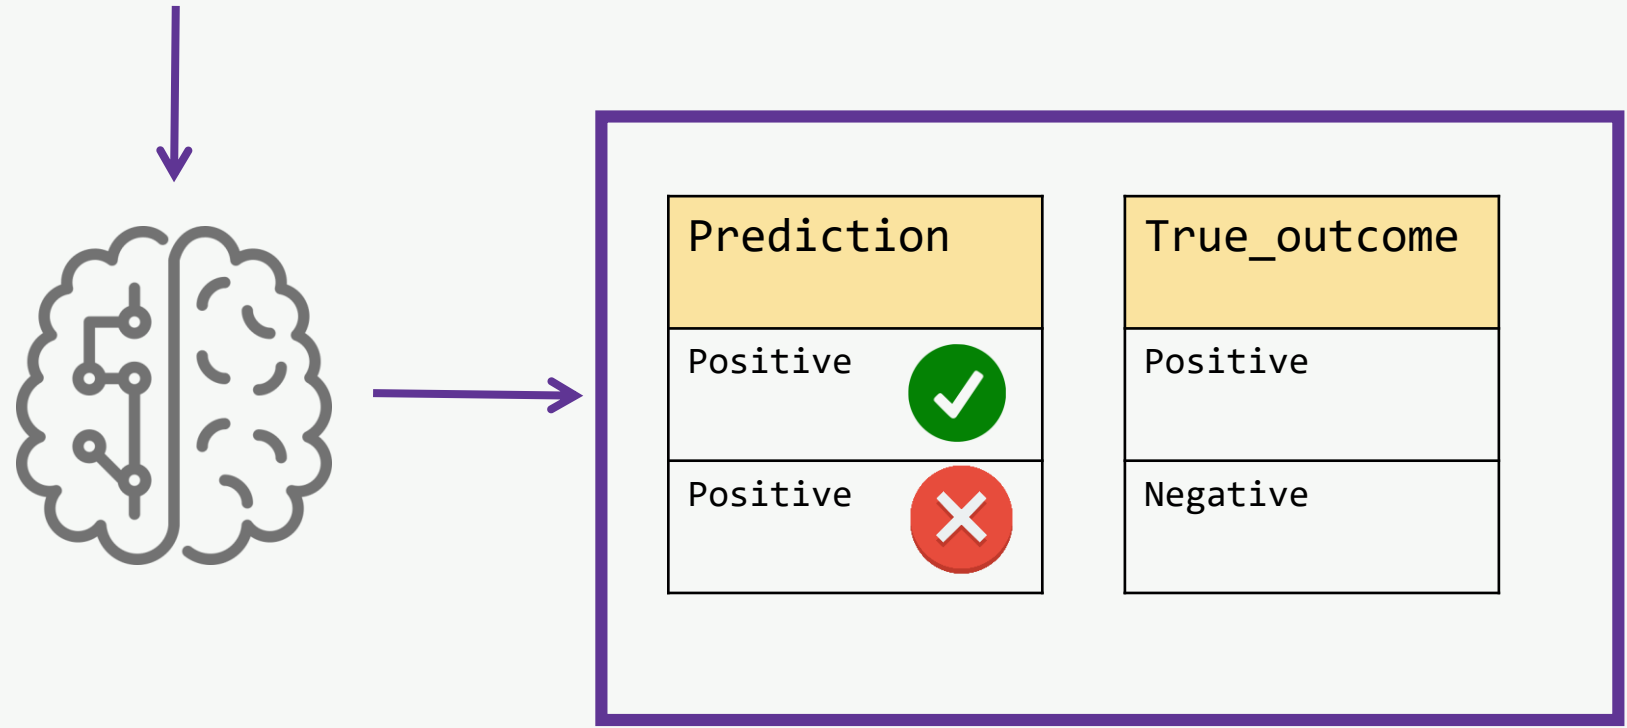 Prediction
Positive
Positive
True_outcome
Positive
Negative